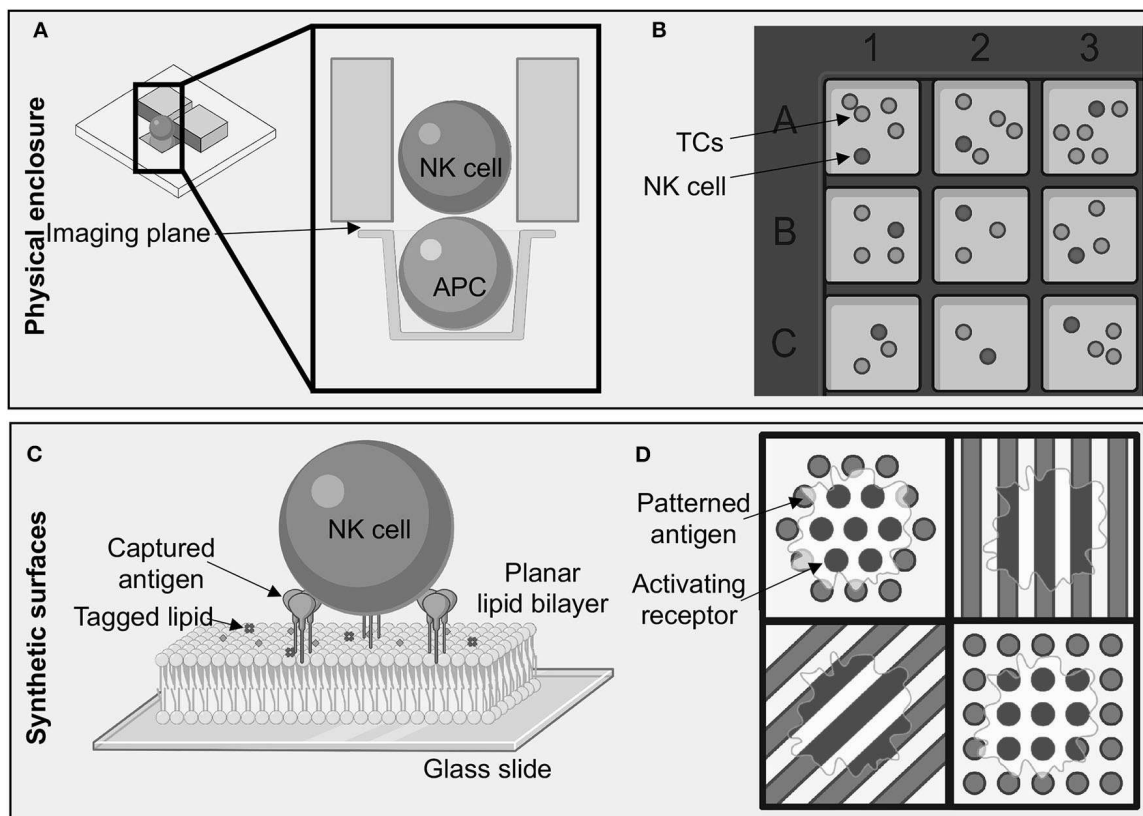 A
Physical enclosure
NK cell
Imaging plane
APC
B
1 2 3
A
TCs
NK cell
B
C
C
Synthetic surfaces
NK cell
Captured
antigen
Tagged lipid
Planar
lipid bilayer
Glass slide
D
Patterned
antigen
Activating
receptor